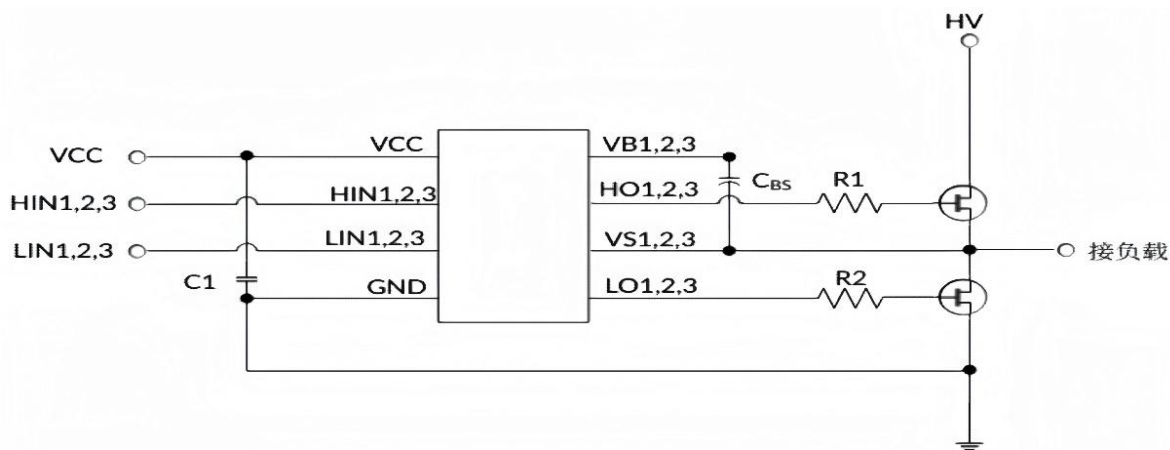 HV
VCC
VCC
VB1,2,3
HIN1,2,3
HIN1,2,3
HO1,2,3
CBS
R1
LIN1,2,3
LIN1,2,3
VS1,2,3
接负载
C1
GND
LO1,2,3
R2